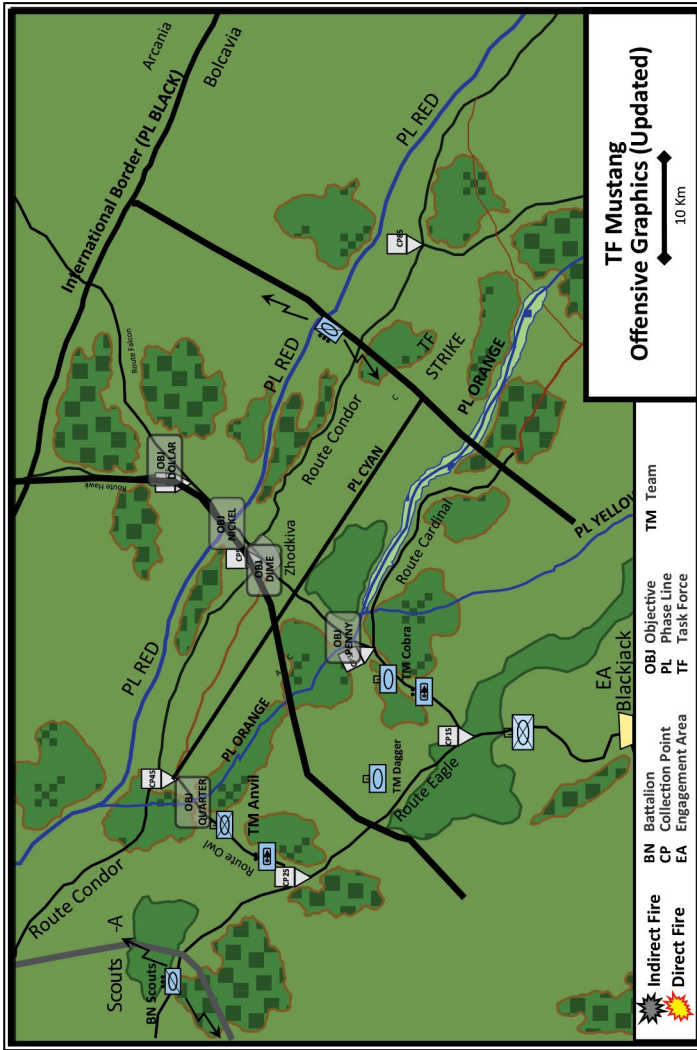 Arcania
Bolcavia
International Border (PL BLACK)
PL RED
Route Falcon
Route Hawk
OBJ
DOLLAR
PL RED
OBJ
NICKEL
OBJ
DIME
Zhodkiva
Route Condor
CP85
TF
STRIKE
C
PL CYAN
PL ORANGE
PL RED
PL ORANGE
CP45
OBJ
QUARTER
OBJ
PENNY
Route Cardinal
PL YELLOW
TM Cobra
TM Anvil
TM Dagger
CP15
CP25
Route Owl
Route Eagle
Route Condor
Scouts
-A
BN Scouts
EA
Blackjack
TF Mustang
Offensive Graphics (Updated)
10 Km
Indirect Fire
Direct Fire
BN Battalion
CP Collection Point
EA Engagement Area
OBJ Objective
PL Phase Line
TF Task Force
TM Team